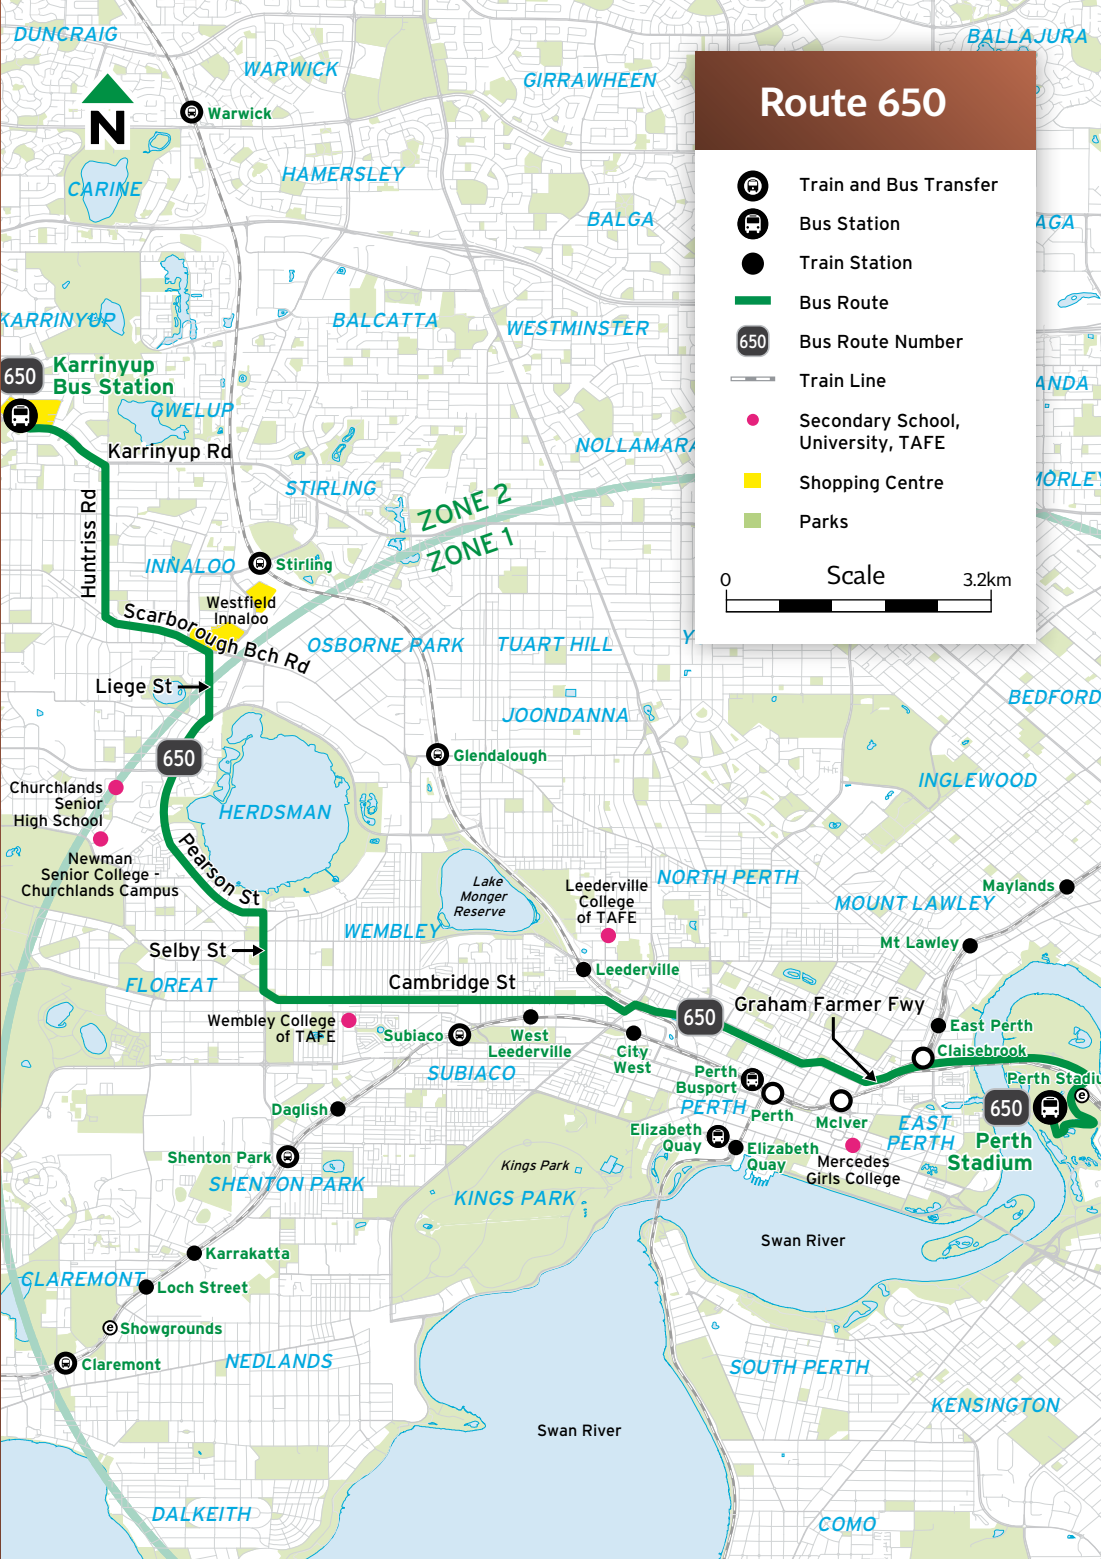 DUNCRAIG
BALLAJURA
WARWICK
GIRRAWHEEN
Route 650
N
Warwick
Train and Bus Transfer
Bus Station
Train Station
Bus Route
650
Bus Route Number
Train Line
Secondary School,
University, TAFE
Shopping Centre
Parks
0
Scale
3.2km
HAMERSLEY
CARINE
BALGA
AGA
KARRINYUP
BALCATTA
WESTMINSTER
650
Karrinyup
Bus Station
ANDA
GWELUP
Karrinyup Rd
NOLLAMARA
MORLEY
STIRLING
ZONE 2
ZONE 1
Huntriss Rd
INNALOO
Stirling
Westfield
Innaloo
Scarborough Bch Rd
OSBORNE PARK
TUART HILL
Y
Liege St
BEDFORD
JOONDANNA
650
Glendalough
INGLEWOOD
Churchlands
Senior
High School
HERDSMAN
Newman
Senior College -
Churchlands Campus
Pearson St
Lake
Monger
Reserve
Leederville
College
of TAFE
NORTH PERTH
Maylands
MOUNT LAWLEY
WEMBLEY
Mt Lawley
Selby St
Leederville
FLOREAT
Cambridge St
Graham Farmer Fwy
650
Wembley College
of TAFE
Subiaco
West
Leederville
City
West
East Perth
Claisebrook
SUBIACO
Perth
Busport
Perth Stadiu
e
PERTH
Perth
McIver
650
Daglish
Elizabeth
Quay
Elizabeth
Quay
EAST
PERTH
Perth
Stadium
Shenton Park
Kings Park
Mercedes
Girls College
SHENTON PARK
KINGS PARK
Swan River
Karrakatta
CLAREMONT
Loch Street
e
Showgrounds
Claremont
NEDLANDS
SOUTH PERTH
KENSINGTON
Swan River
DALKEITH
COMO